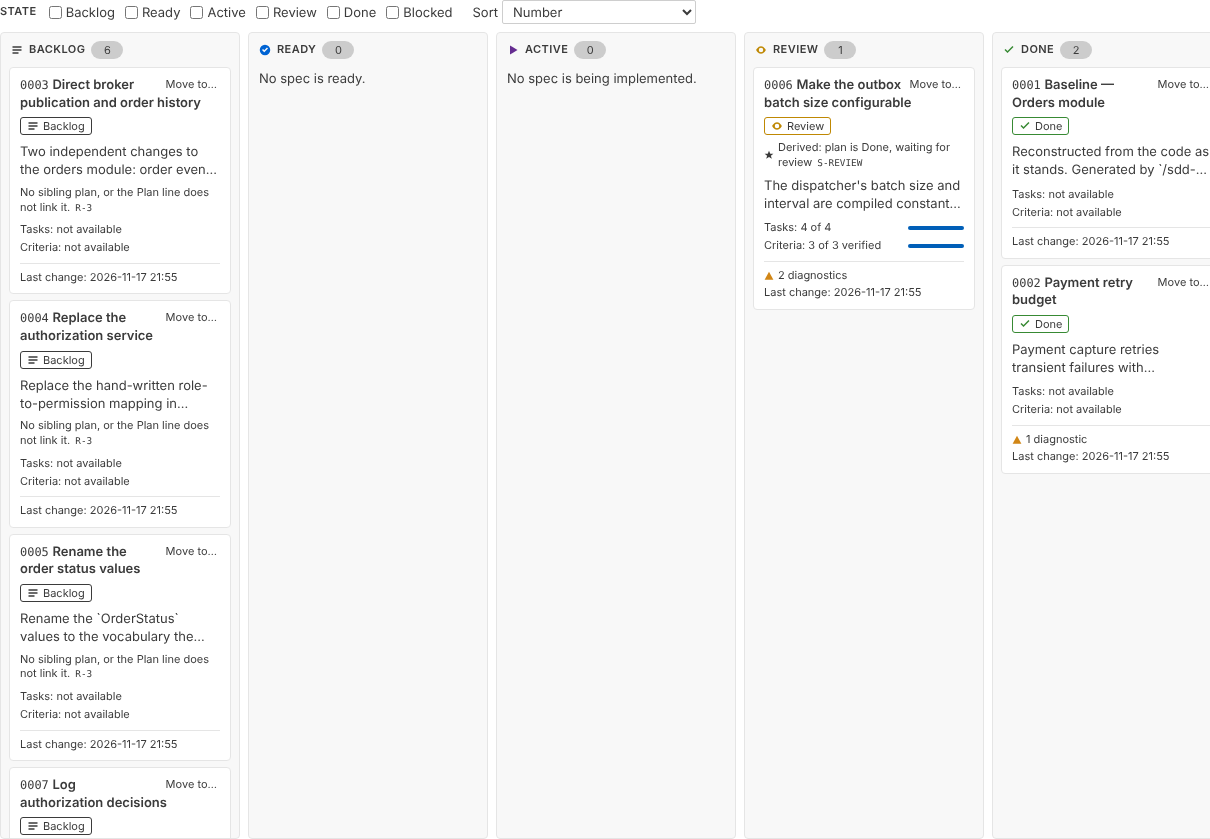 STATE Backlog Ready Active Review Done Blocked Sort Number
BACKLOG 6
0003 Direct broker publication and order history
Move to...
Backlog
Two independent changes to
the orders module: order even...
No sibling plan, or the Plan line does
not link it. R-3
Tasks: not available
Criteria: not available
Last change: 2026-11-17 21:55
0004 Replace the authorization service
Move to...
Backlog
Replace the hand-written role-
to-permission mapping in...
No sibling plan, or the Plan line does
not link it. R-3
Tasks: not available
Criteria: not available
Last change: 2026-11-17 21:55
0005 Rename the order status values
Move to...
Backlog
Rename the `OrderStatus`
values to the vocabulary the...
No sibling plan, or the Plan line does
not link it. R-3
Tasks: not available
Criteria: not available
Last change: 2026-11-17 21:55
0007 Log authorization decisions
Move to...
Backlog
READY 0
No spec is ready.
ACTIVE 0
No spec is being implemented.
REVIEW 1
0006 Make the outbox batch size configurable
Move to...
Review
Derived: plan is Done, waiting for
review S-REVIEW
The dispatcher's batch size and
interval are compiled constant...
Tasks: 4 of 4
Criteria: 3 of 3 verified
2 diagnostics
Last change: 2026-11-17 21:55
DONE 2
0001 Baseline — Orders module
Move to...
Done
Reconstructed from the code as
it stands. Generated by `/sdd-...
Tasks: not available
Criteria: not available
Last change: 2026-11-17 21:55
0002 Payment retry budget
Move to...
Done
Payment capture retries
transient failures with...
Tasks: not available
Criteria: not available
1 diagnostic
Last change: 2026-11-17 21:55